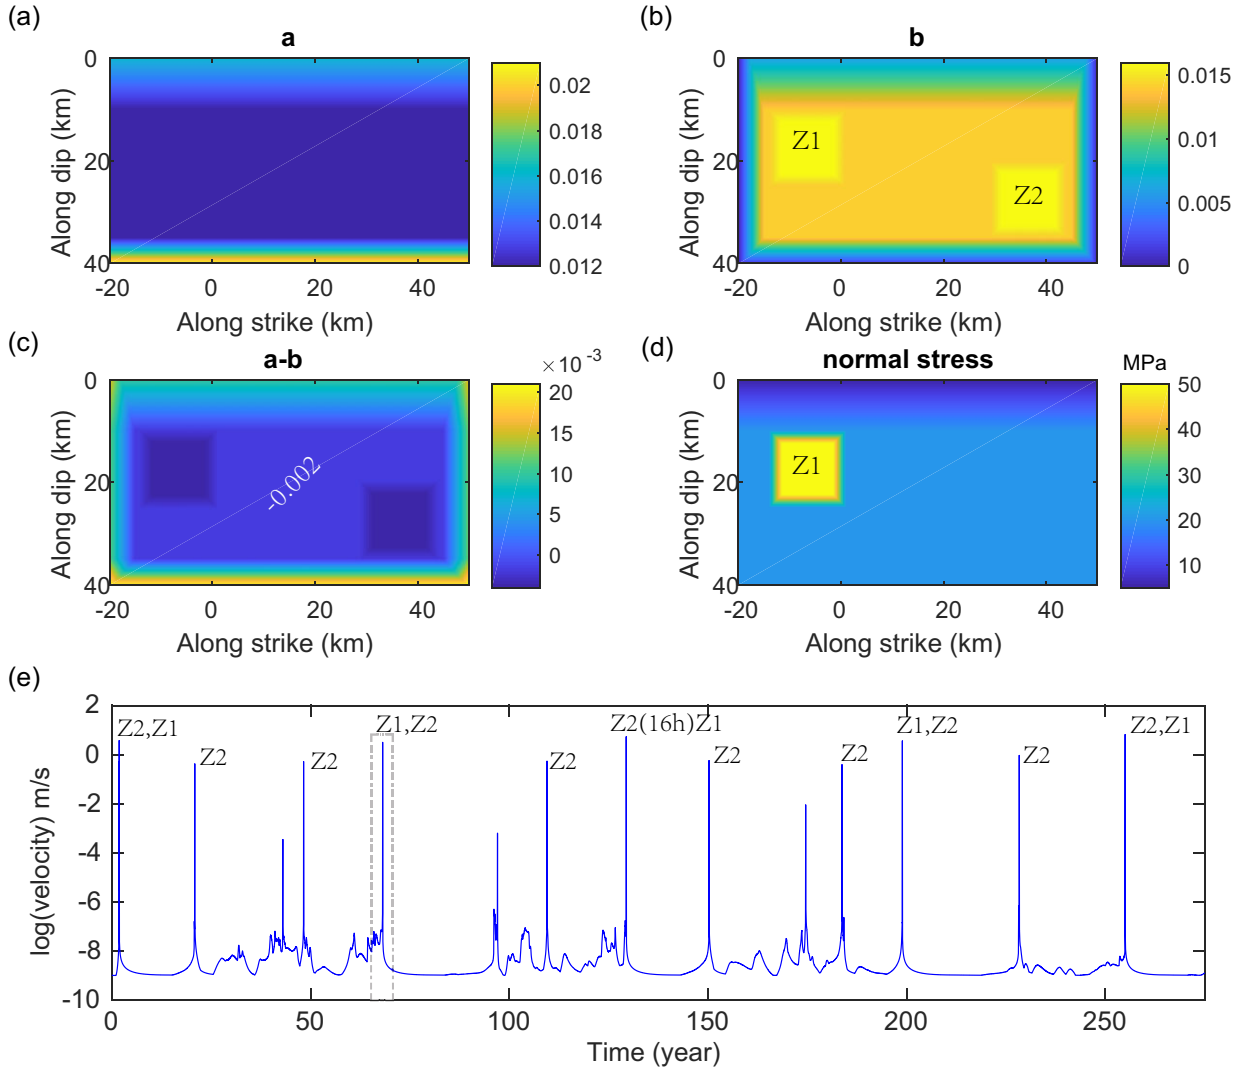 (a)
a
0
20
40
-20
0
20
40
Along dip (km)
Along strike (km)
0.02
0.018
0.016
0.014
0.012
(b)
b
0
20
40
-20
0
20
40
Along dip (km)
Along strike (km)
Z1
Z2
0.015
0.01
0.005
0
(c)
a-b
0
20
40
-20
0
20
40
Along dip (km)
Along strike (km)
-0.002
×10 -3
20
15
10
5
0
(d)
normal stress
0
20
40
-20
0
20
40
Along dip (km)
Along strike (km)
Z1
MPa
50
40
30
20
10
(e)
2
0
-2
-4
-6
-8
-10
log(velocity) m/s
Z2,Z1
Z2
Z2
Z1,Z2
Z2
Z2(16h)Z1
Z2
Z2
Z1,Z2
Z2
Z2,Z1
0
50
100
150
200
250
Time (year)